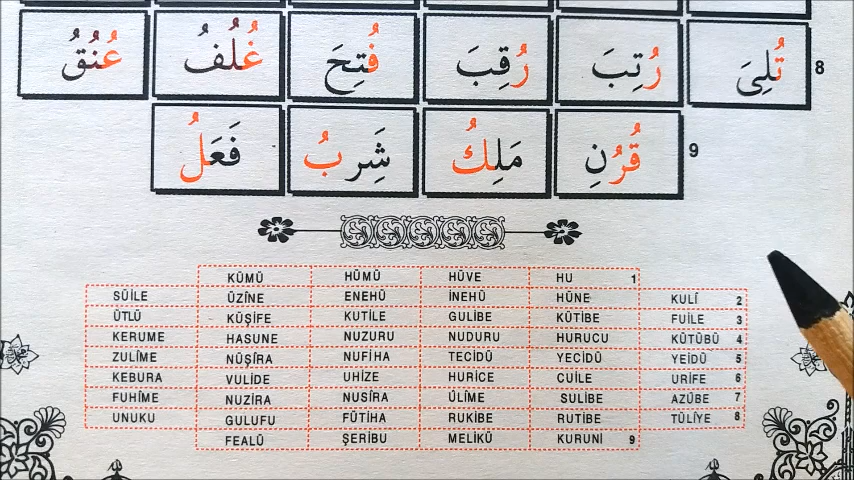 8 تُلِىَ رُتِبَ رُقِبَ فُتِحَ غُلُفُ عُنُقُ
9 قُرُنِ مَلِكُ شَرِبُ فَعَلُ
KÜMÜ HÜMÜ HÜVE HU 1
SÜİLE ÜZİNE ENEHÜ İNEHÜ HÜNE KULİ 2
ÜTLÜ KÜŞİFE KUTİLE GULİBE KÜTİBE FUİLE 3
KERUME HASUNE NUZURU NUDURU HURUCU KÜTÜBÜ 4
ZULİME NÜŞİRA NUFİHA TECİDÜ YECİDÜ YEİDÜ 5
KEBURA VULİDE UHİZE HURİCE CUİLE URİFE 6
FUHİME NUZİRA NUSİRA ÜLİME SULİBE AZÜBE 7
UNUKU GULUFU FÜTİHA RUKİBE RUTİBE TÜLİYE 8
FEALÜ ŞERİBU MELİKÜ KURUNİ 9